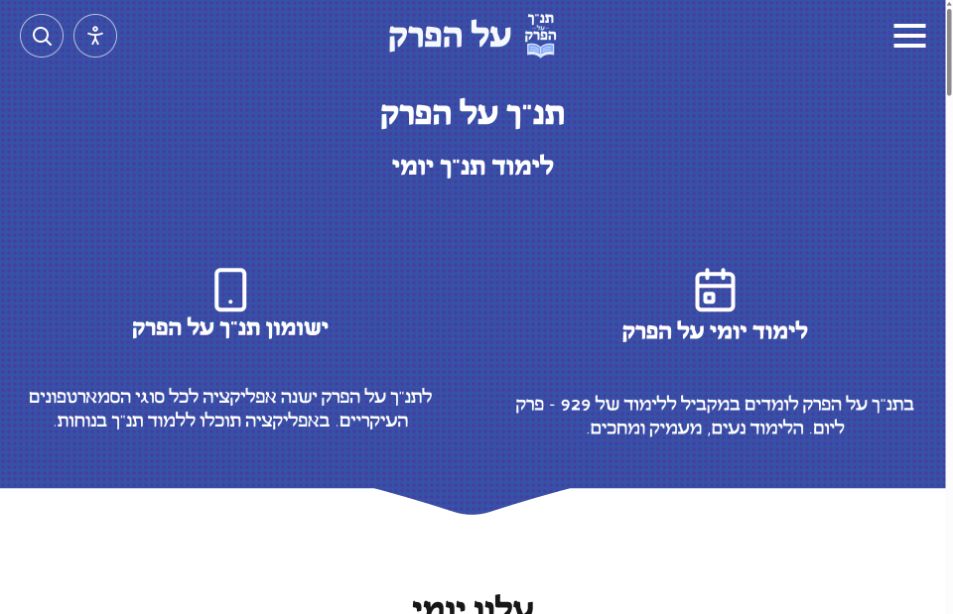 תנ״ך
על
הפרק
על הפרק
תנ״ך על הפרק
לימוד תנ״ך יומי
לימוד יומי על הפרק
בתנ״ך על הפרק לומדים במקביל ללימוד של 929 - פרק
ליום. הלימוד נעים, מעמיק ומחכים.
ישומון תנ״ך על הפרק
לתנ״ך על הפרק ישנה אפליקציה לכל סוגי הסמארטפונים
העיקריים. באפליקציה תוכלו ללמוד תנ״ך בנוחות.
עלון יומי